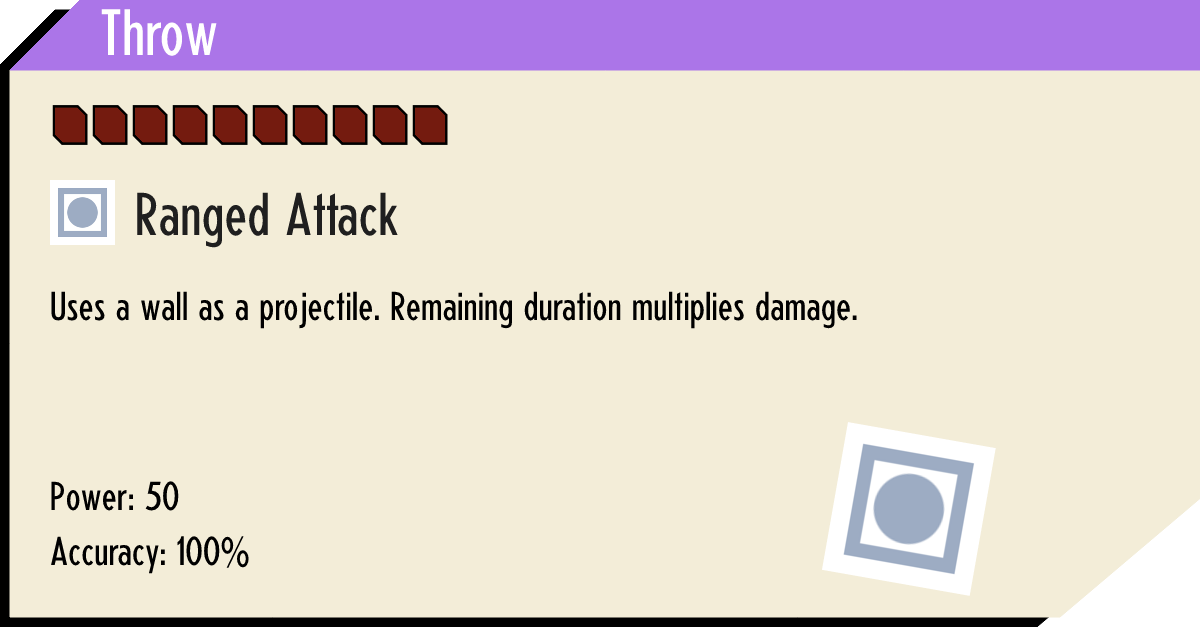 Throw
Ranged Attack
Uses a wall as a projectile. Remaining duration multiplies damage.
Power: 50
Accuracy: 100%